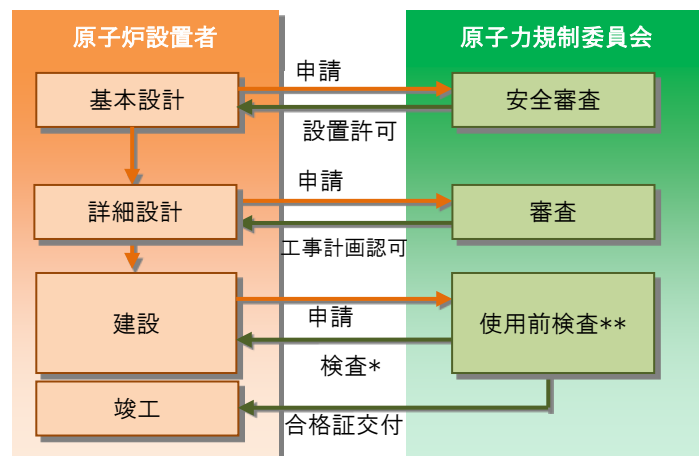 原子炉設置者
原子力規制委員会
基本設計
申請
安全審査
設置許可
詳細設計
申請
審査
工事計画認可
建設
申請
使用前検査**
検査*
竣工
合格証交付